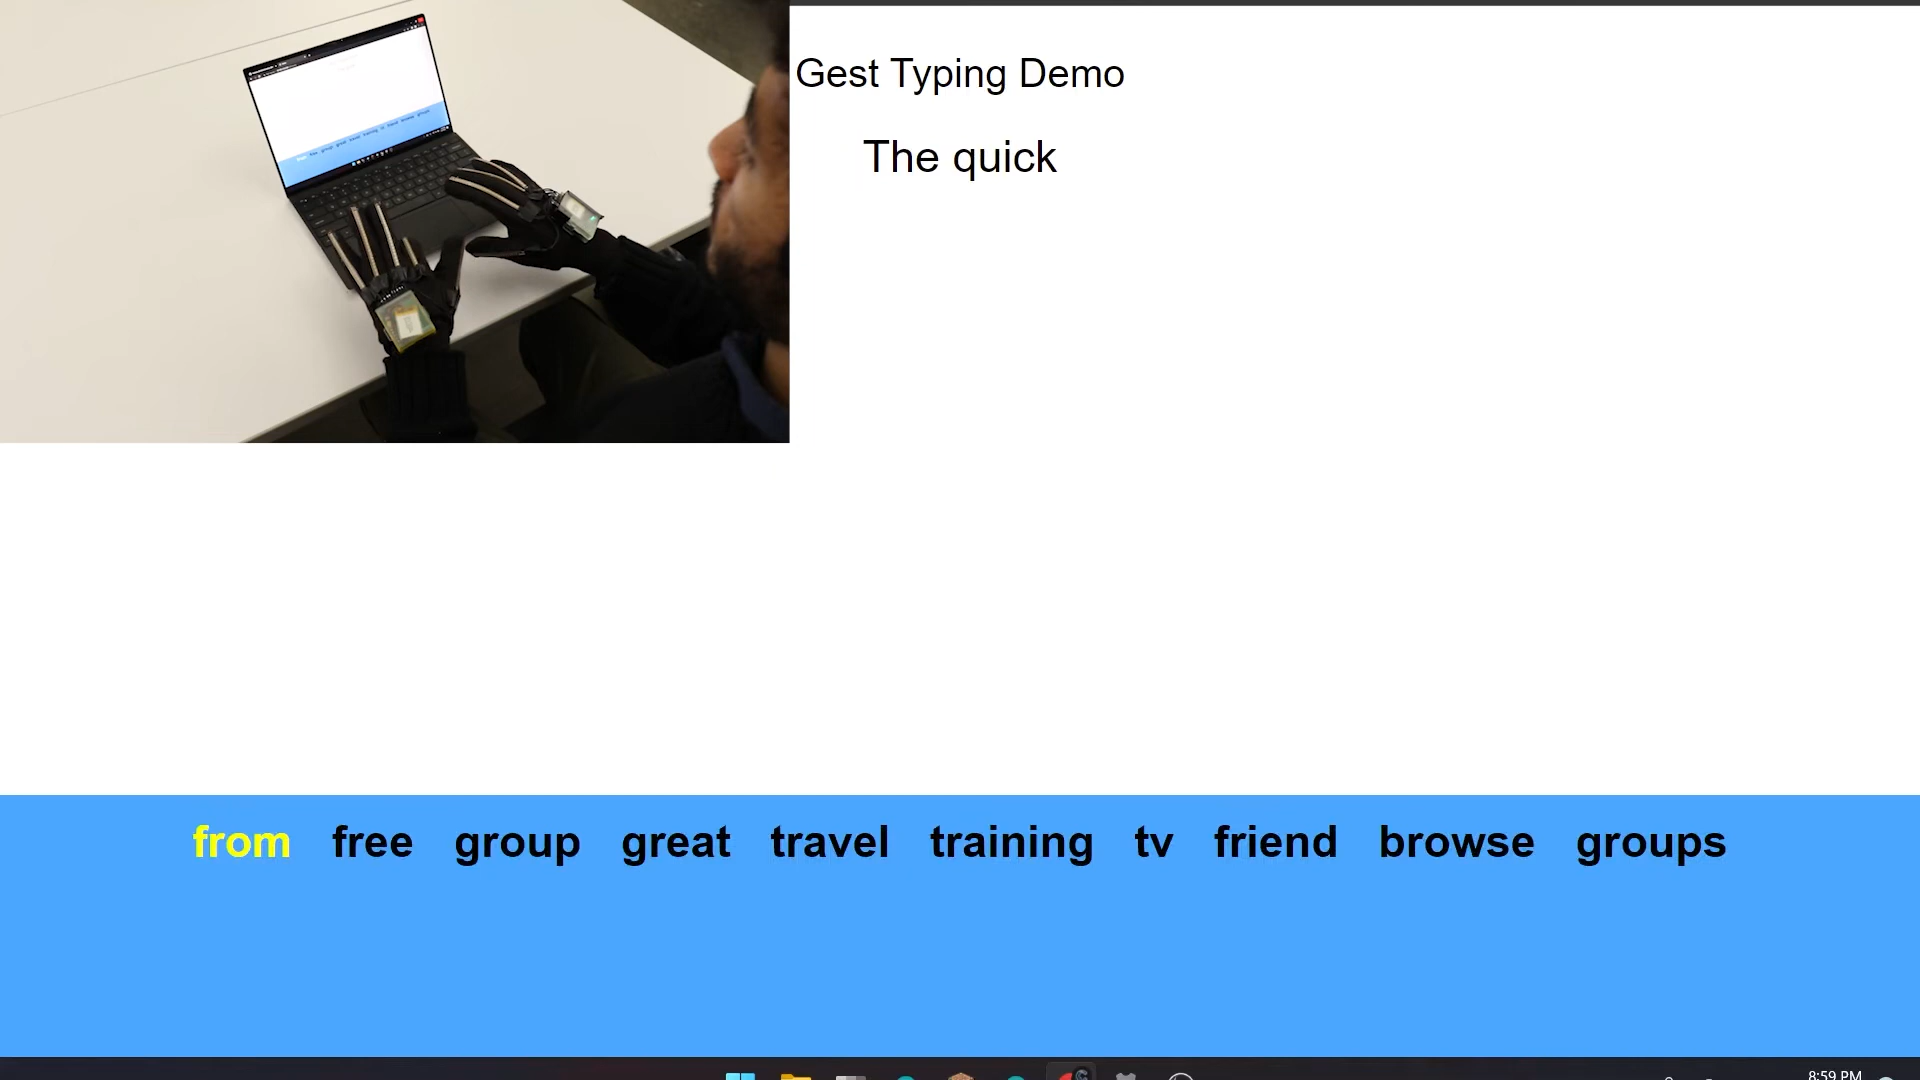 Gest Typing Demo
The quick
from free group great travel training tv friend browse groups
8:59 PM